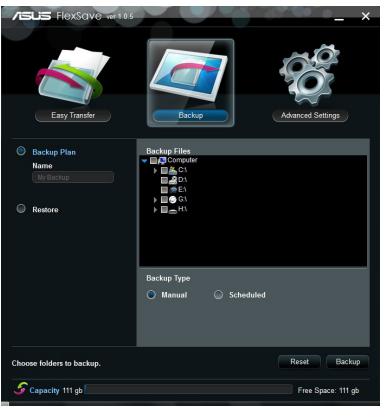 ASUS FlexSave ver 1.0.5
Easy Transfer
Backup
Advanced Settings
Backup Plan
Name
My Backup
Restore
Backup Files
Computer
C:\
D:\
E:\
G:\
H:\
Backup Type
Manual
Scheduled
Choose folders to backup.
Reset
Backup
Capacity 111 gb
Free Space: 111 gb